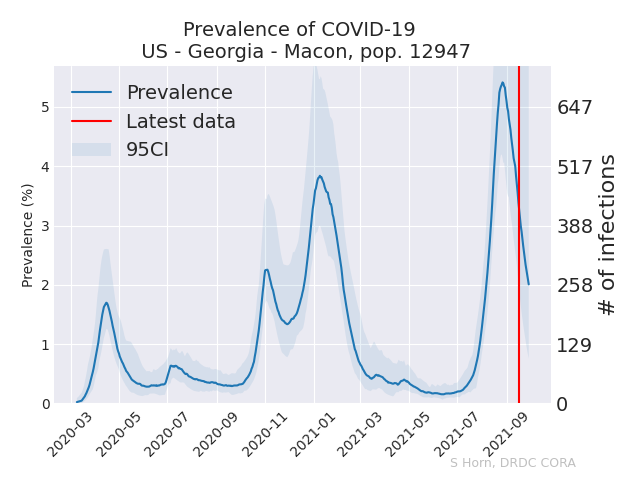 Prevalence of COVID-19
US - Georgia - Macon, pop. 12947
Prevalence
Latest data
95CI
Prevalence (%)
5
4
3
2
1
0
647
517
388
258
129
0
# of infections
2020-03
2020-05
2020-07
2020-09
2020-11
2021-01
2021-03
2021-05
2021-07
2021-09
S Horn, DRDC CORA